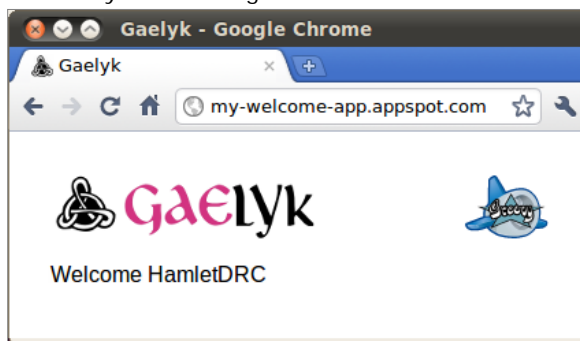 Gaelyk - Google Chrome
Gaelyk
my-welcome-app.appspot.com
GAELYK
Groovy
Welcome HamletDRC